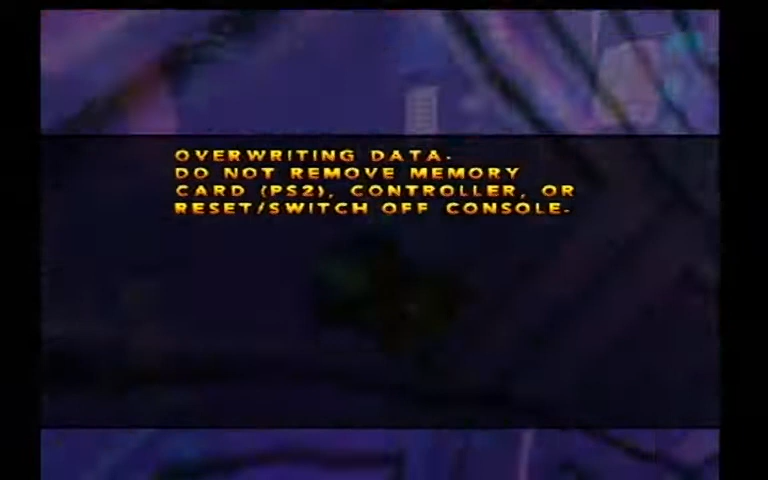 OVERWRITING DATA.
DO NOT REMOVE MEMORY
CARD (PS2), CONTROLLER, OR
RESET/SWITCH OFF CONSOLE.